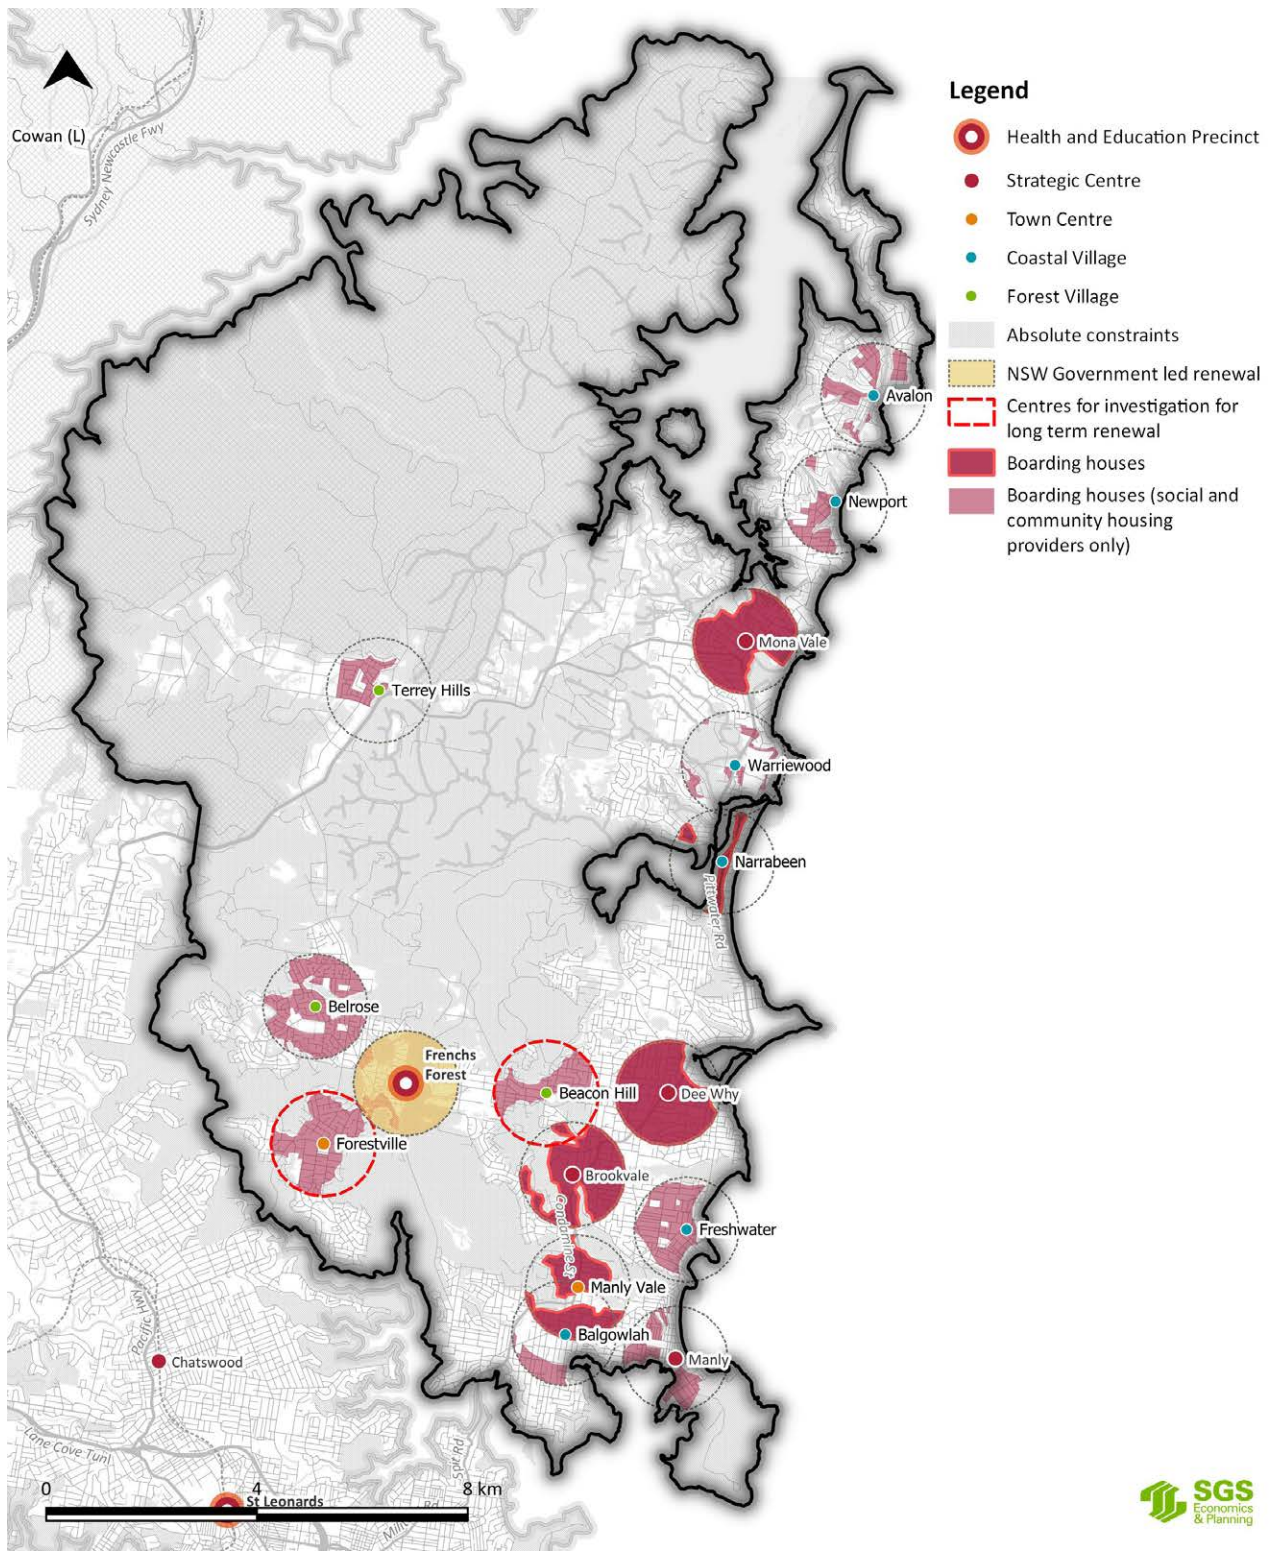 Cowan (L)
Sydney Newcastle Fwy
Legend
Health and Education Precinct
Strategic Centre
Town Centre
Coastal Village
Forest Village
Absolute constraints
NSW Government led renewal
Centres for investigation for
long term renewal
Boarding houses
Boarding houses (social and
community housing
providers only)
Avalon
Newport
Mona Vale
Terrey Hills
Warriewood
Narrabeen
Pittwater Rd
Belrose
Frenchs
Forest
Beacon Hill
Dee Why
Forestville
Brookvale
Condamine St
Freshwater
Manly Vale
Balgowlah
Manly
Pacific Hwy
Chatswood
Lane Cove Tunl
Spit Rd
0 4 8 km
St Leonards
Rd
SGS
Economics
& Planning